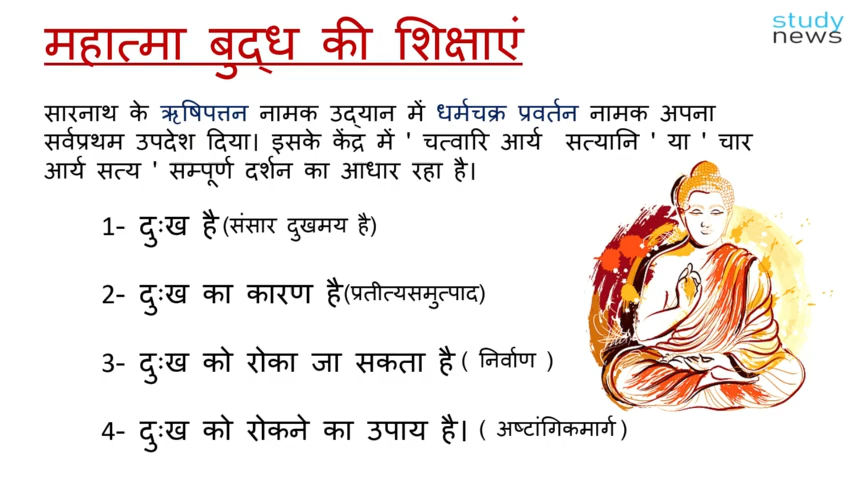 महात्मा बुद्ध की शिक्षाएं
study
news
सारनाथ के ऋषिपत्तन नामक उद्यान में धर्मचक्र प्रवर्तन नामक अपना
सर्वप्रथम उपदेश दिया। इसके केंद्र में ' चत्वारि आर्य सत्यानि ' या ' चार
आर्य सत्य ' सम्पूर्ण दर्शन का आधार रहा है।
1- दुःख है (संसार दुखमय है)
2- दुःख का कारण है(प्रतीत्यसमुत्पाद)
3- दुःख को रोका जा सकता है ( निर्वाण )
4- दुःख को रोकने का उपाय है। ( अष्टांगिकमार्ग )